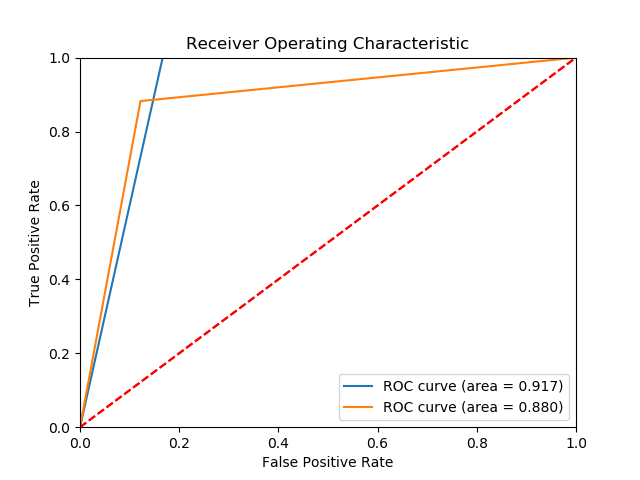 Receiver Operating Characteristic
True Positive Rate
1.0
0.8
0.6
0.4
0.2
0.0
ROC curve (area = 0.917)
ROC curve (area = 0.880)
0.0 0.2 0.4 0.6 0.8 1.0
False Positive Rate